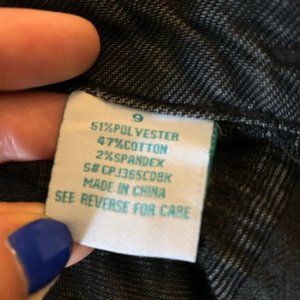 9
51%POLYESTER
47%COTTON
2%SPANDEX
S#CPJ365CDBK
MADE IN CHINA
SEE REVERSE FOR CARE